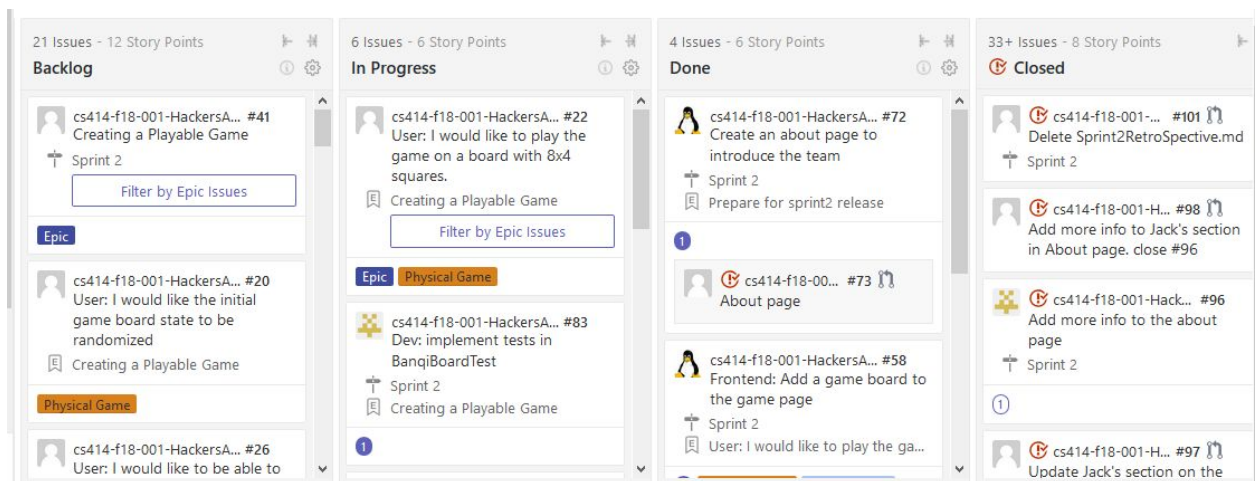 21 Issues - 12 Story Points
Backlog
cs414-f18-001-HackersA... #41
Creating a Playable Game
Sprint 2
Filter by Epic Issues
Epic
cs414-f18-001-HackersA... #20
User: I would like the initial
game board state to be
randomized
E Creating a Playable Game
Physical Game
cs414-f18-001-HackersA... #26
User: I would like to be able to
6 Issues - 6 Story Points
In Progress
cs414-f18-001-HackersA... #22
User: I would like to play the
game on a board with 8x4
squares.
E Creating a Playable Game
Filter by Epic Issues
Epic Physical Game
cs414-f18-001-HackersA... #83
Dev: implement tests in
BanqiBoardTest
Sprint 2
E Creating a Playable Game
1
4 Issues - 6 Story Points
Done
cs414-f18-001-HackersA... #72
Create an about page to
introduce the team
Sprint 2
E Prepare for sprint2 release
1
cs414-f18-00... #73
About page
cs414-f18-001-HackersA... #58
Frontend: Add a game board to
the game page
Sprint 2
E User: I would like to play the ga...
33+ Issues - 8 Story Points
Closed
cs414-f18-001-... #101
Delete Sprint2RetroSpective.md
Sprint 2
cs414-f18-001-H... #98
Add more info to Jack's section
in About page. close #96
cs414-f18-001-Hack... #96
Add more info to the about
page
Sprint 2
1
cs414-f18-001-H... #97
Update Jack's section on the